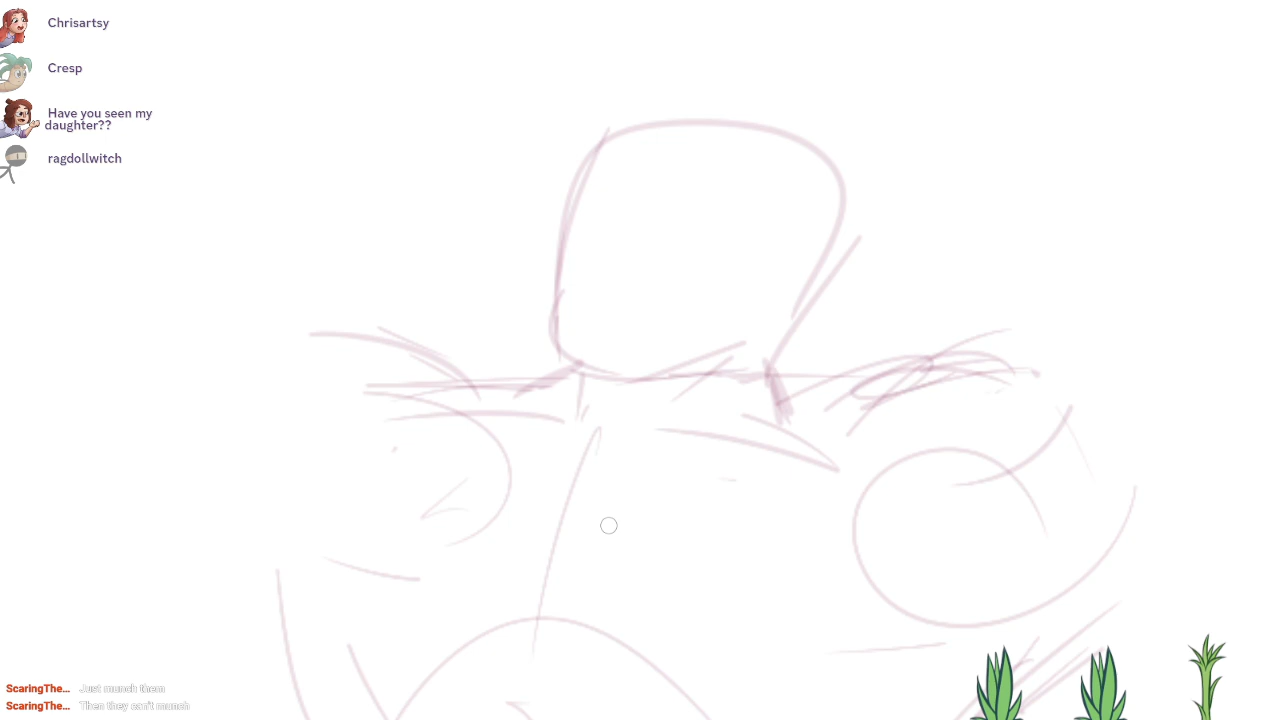 Chrisartsy
Cresp
Have you seen my
daughter??
ragdollwitch
ScaringThe... Just munch them
ScaringThe... Then they can't munch